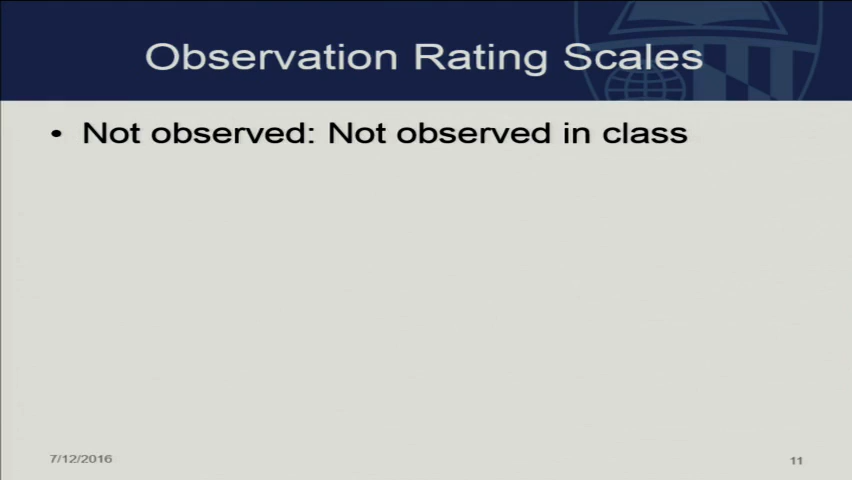 Observation Rating Scales
• Not observed: Not observed in class
7/12/2016
11